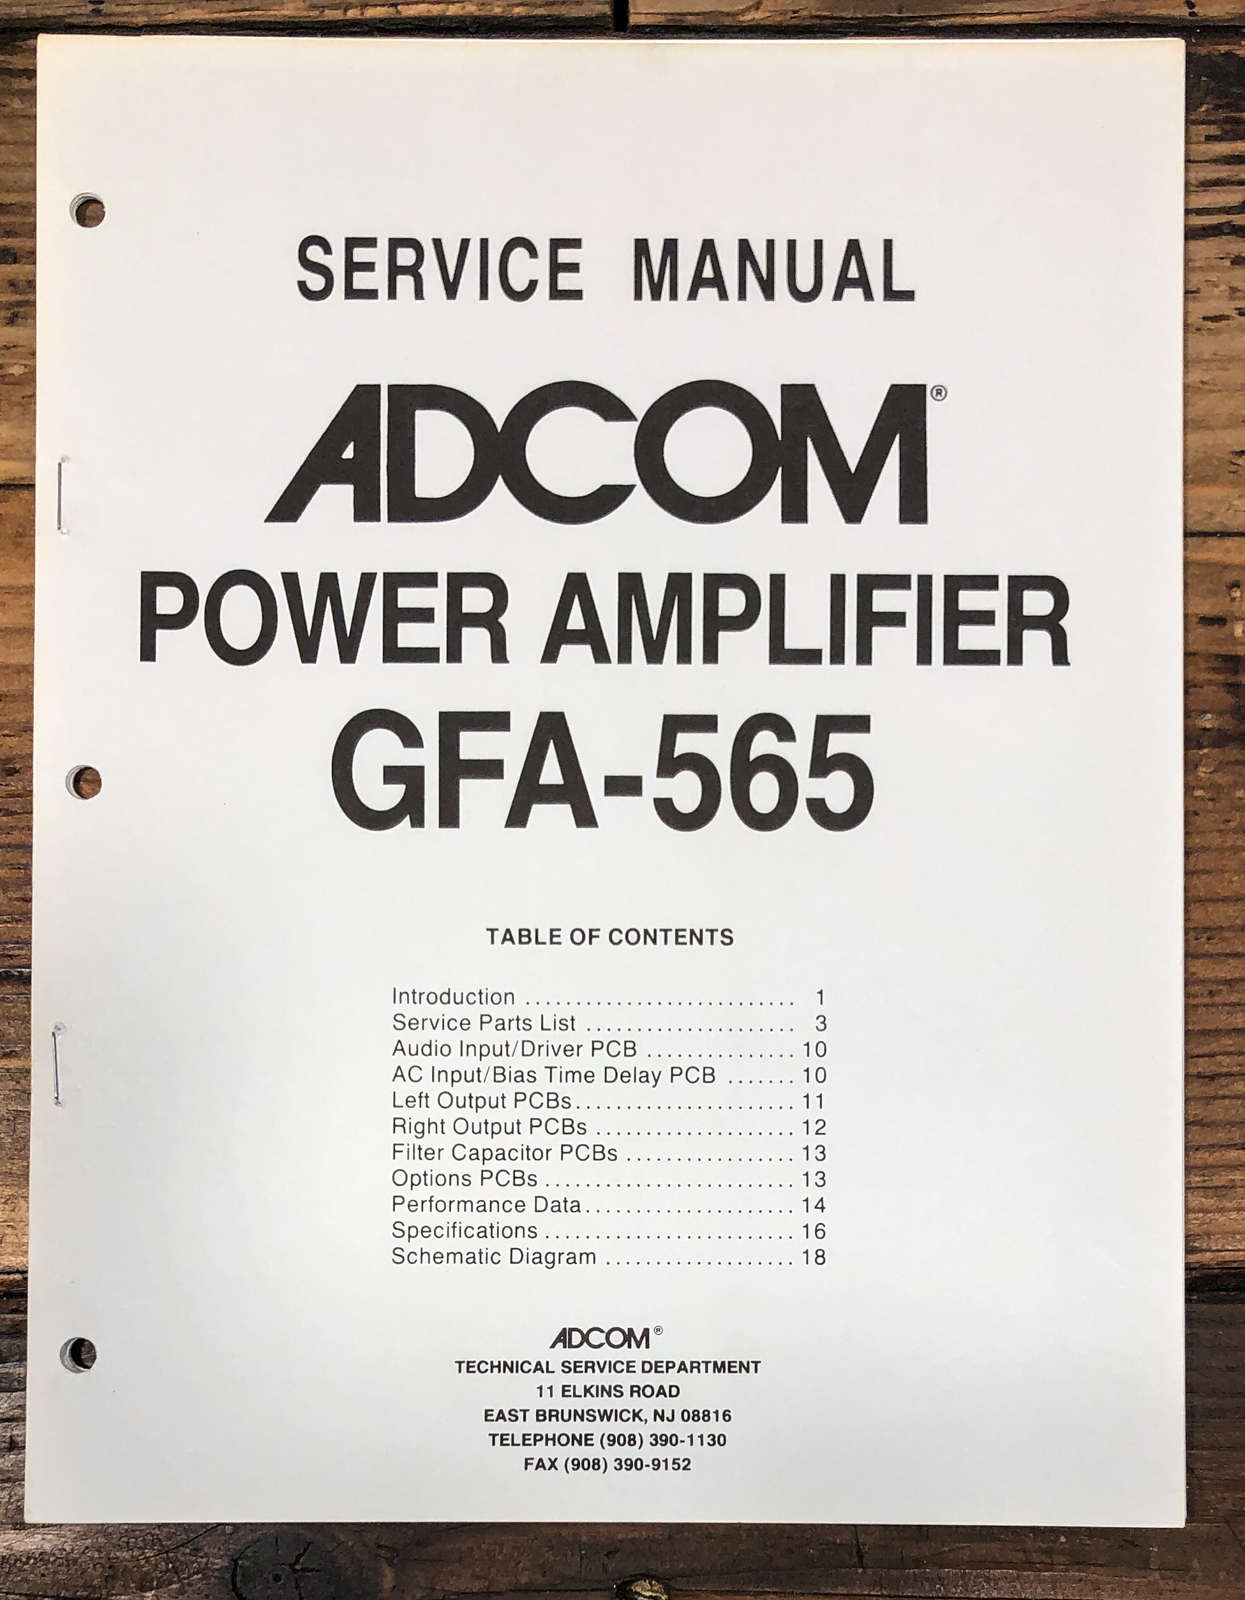 SERVICE MANUAL
ADCOM®
POWER AMPLIFIER
GFA-565
TABLE OF CONTENTS
Introduction .......................... 1
Service Parts List ..................... 3
Audio Input/Driver PCB ............... 10
AC Input/Bias Time Delay PCB ....... 10
Left Output PCBs...................... 11
Right Output PCBs .................... 12
Filter Capacitor PCBs ................. 13
Options PCBs ......................... 13
Performance Data..................... 14
Specifications ......................... 16
Schematic Diagram ................... 18
ADCOM®
TECHNICAL SERVICE DEPARTMENT
11 ELKINS ROAD
EAST BRUNSWICK, NJ 08816
TELEPHONE (908) 390-1130
FAX (908) 390-9152